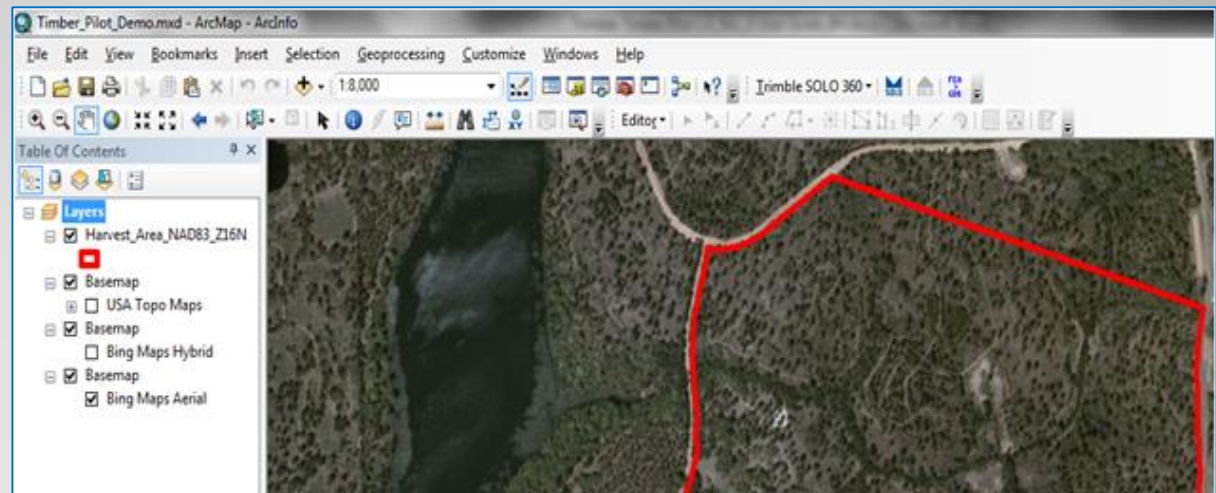 Timber_Pilot_Demo.mxd - ArcMap - ArcInfo
File Edit View Bookmarks Insert Selection Geoprocessing Customize Windows Help
1:8,000 Trimble SOLO 360
Editor
Table Of Contents
Layers
Harvest_Area_NAD83_Z16N
Basemap
USA Topo Maps
Basemap
Bing Maps Hybrid
Basemap
Bing Maps Aerial